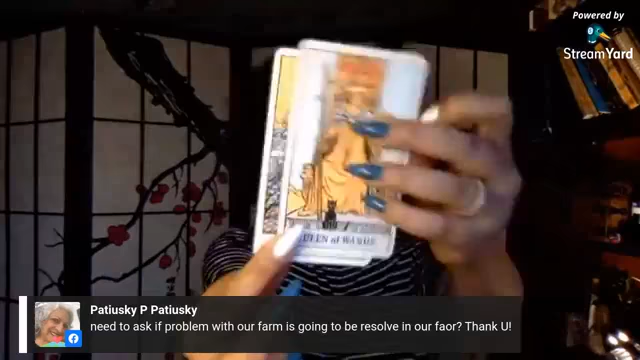 Powered by
StreamYard
QUEEN of WANDS
Patiusky P Patiusky
need to ask if problem with our farm is going to be resolve in our faor? Thank U!